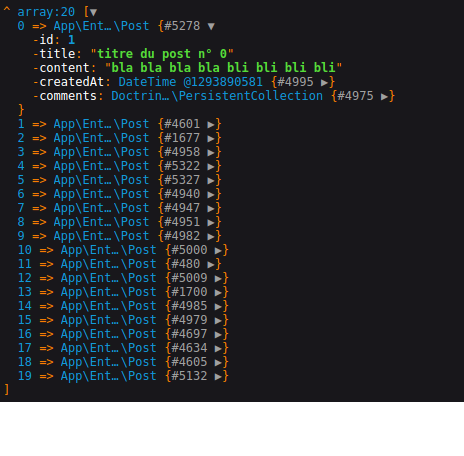 ^ array:20 [▼
0 => App\Ent…\Post {#5278 ▼
-id: 1
-title: "titre du post n° 0"
-content: "bla bla bla bla bli bli bli bli"
-createdAt: DateTime @1293890581 {#4995 ▶}
-comments: Doctrin…\PersistentCollection {#4975 ▶}
}
1 => App\Ent…\Post {#4601 ▶}
2 => App\Ent…\Post {#1677 ▶}
3 => App\Ent…\Post {#4958 ▶}
4 => App\Ent…\Post {#5322 ▶}
5 => App\Ent…\Post {#5327 ▶}
6 => App\Ent…\Post {#4940 ▶}
7 => App\Ent…\Post {#4947 ▶}
8 => App\Ent…\Post {#4951 ▶}
9 => App\Ent…\Post {#4982 ▶}
10 => App\Ent…\Post {#5000 ▶}
11 => App\Ent…\Post {#480 ▶}
12 => App\Ent…\Post {#5009 ▶}
13 => App\Ent…\Post {#1700 ▶}
14 => App\Ent…\Post {#4985 ▶}
15 => App\Ent…\Post {#4979 ▶}
16 => App\Ent…\Post {#4697 ▶}
17 => App\Ent…\Post {#4634 ▶}
18 => App\Ent…\Post {#4605 ▶}
19 => App\Ent…\Post {#5132 ▶}
]